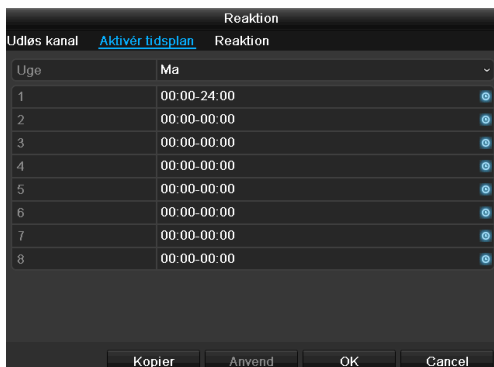 Reaktion
Udløs kanal Aktivér tidsplan Reaktion
Uge Ma
1 00:00-24:00
2 00:00-00:00
3 00:00-00:00
4 00:00-00:00
5 00:00-00:00
6 00:00-00:00
7 00:00-00:00
8 00:00-00:00
Kopier Anvend OK Cancel